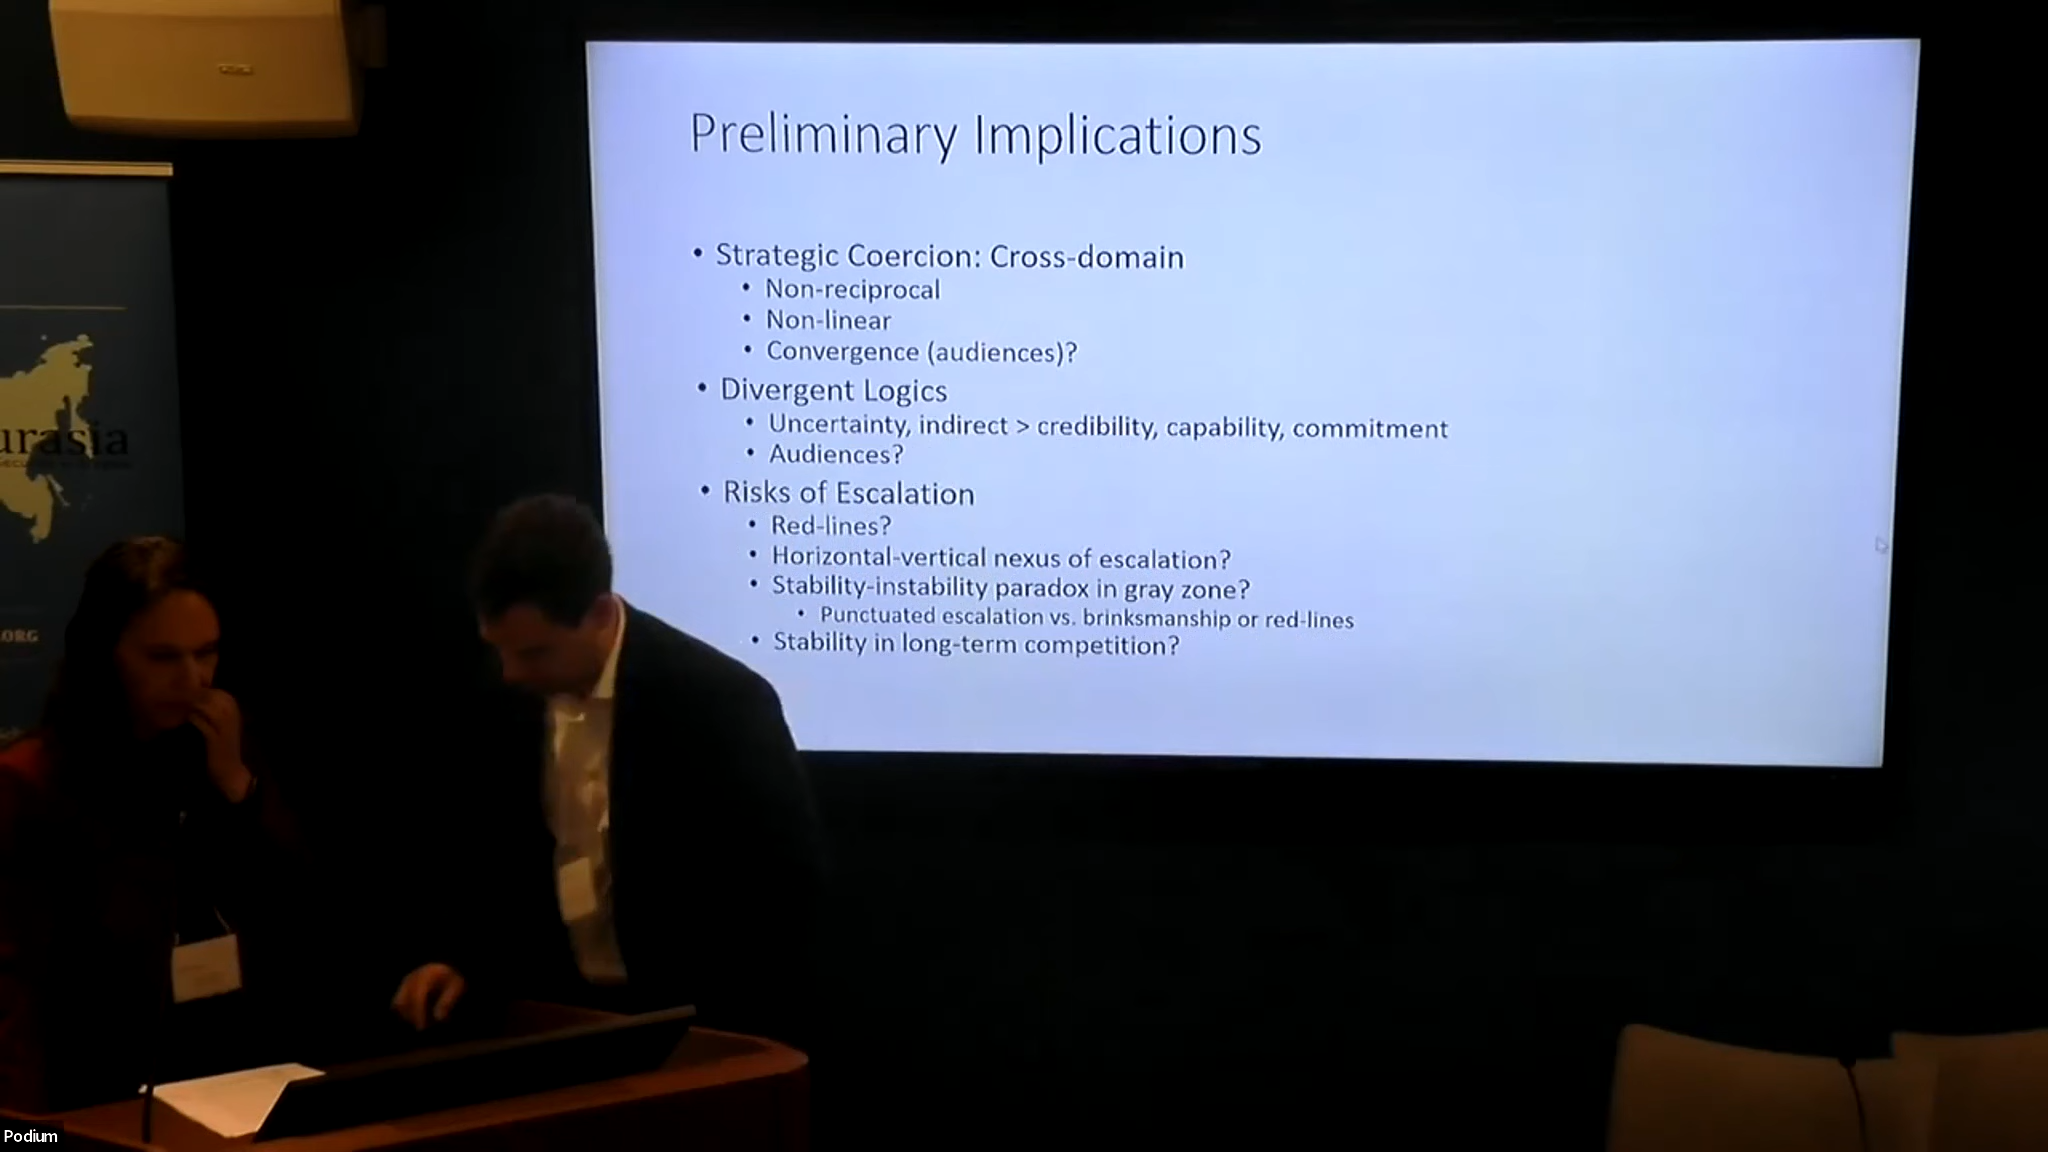 Preliminary Implications
• Strategic Coercion: Cross-domain
• Non-reciprocal
• Non-linear
• Convergence (audiences)?
• Divergent Logics
• Uncertainty, indirect > credibility, capability, commitment
• Audiences?
• Risks of Escalation
• Red-lines?
• Horizontal-vertical nexus of escalation?
• Stability-instability paradox in gray zone?
• Punctuated escalation vs. brinksmanship or red-lines
• Stability in long-term competition?
urasia
.ORG
Podium